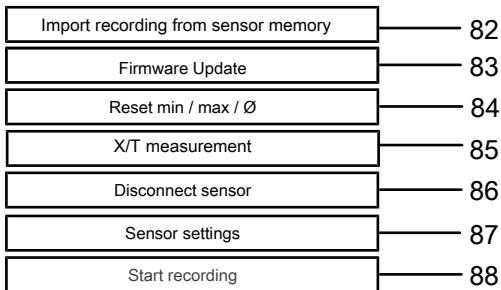 Import recording from sensor memory 82
Firmware Update 83
Reset min / max / Ø 84
X/T measurement 85
Disconnect sensor 86
Sensor settings 87
Start recording 88